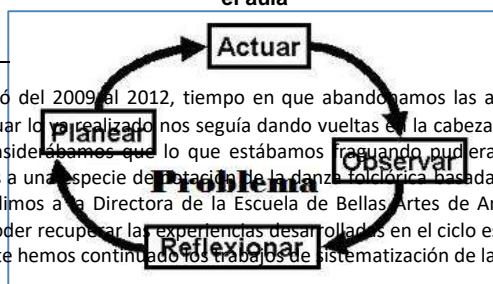 el aula
Actuar
ó del 2009 al 2012, tiempo en que abandonamos las a
uar lo ya realizado nos seguía dando vueltas en la cabeza
Planear
nsiderábamos que lo que estábamos fraguando pudiera
Observar
s a una especie de notación de la danza folclórica basada
Problema
dimos a la Directora de la Escuela de Bellas Artes de Am
oder recuperar las experiencias desarrolladas en el ciclo es
Reflexionar
te hemos continuado los trabajos de sistematización de la